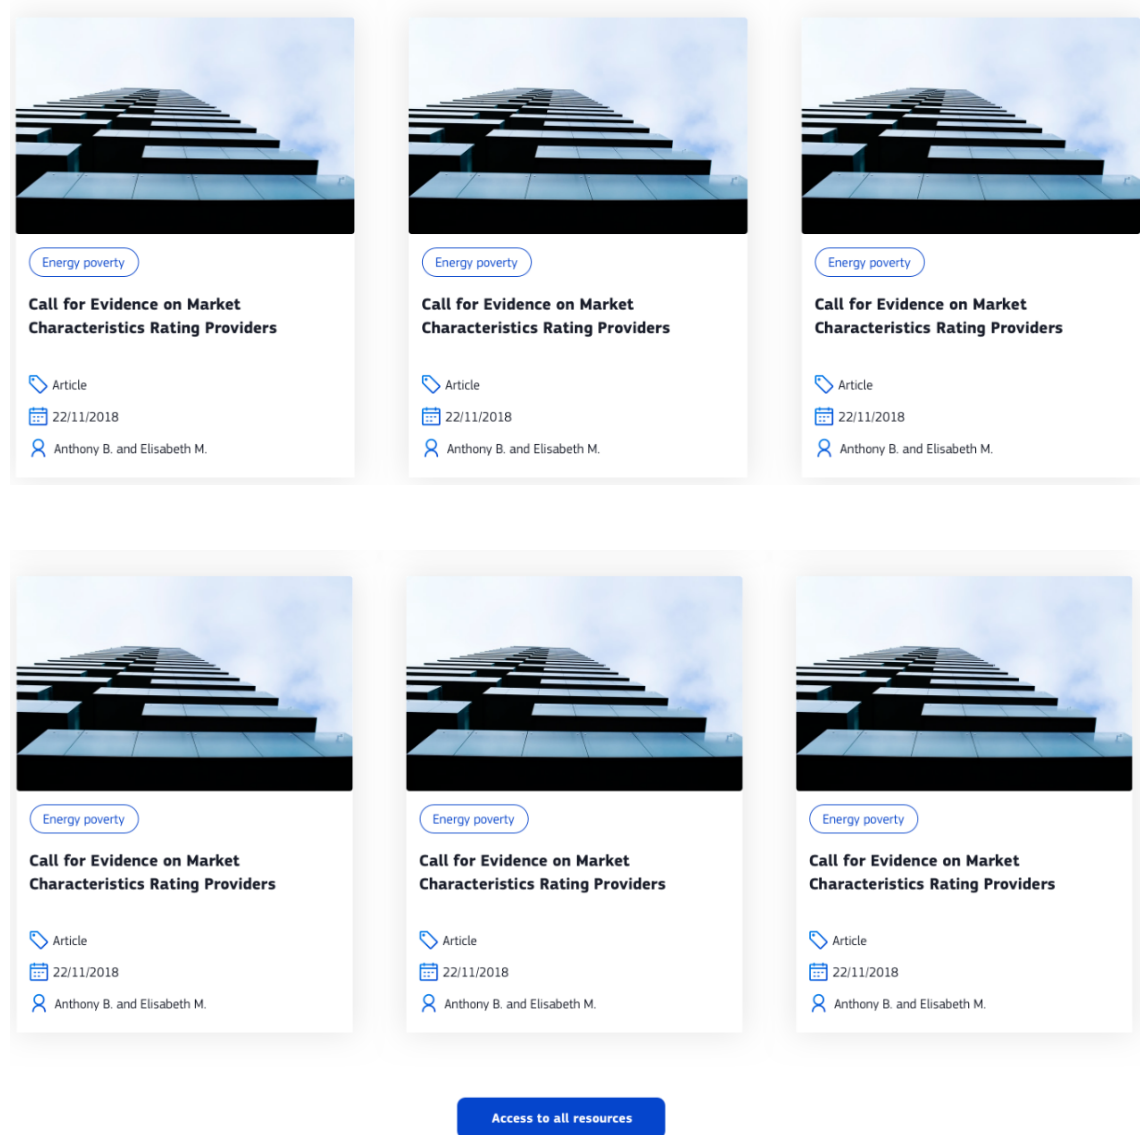 Energy poverty
Call for Evidence on Market
Characteristics Rating Providers
Article
22/11/2018
Anthony B. and Elisabeth M.
Energy poverty
Call for Evidence on Market
Characteristics Rating Providers
Article
22/11/2018
Anthony B. and Elisabeth M.
Energy poverty
Call for Evidence on Market
Characteristics Rating Providers
Article
22/11/2018
Anthony B. and Elisabeth M.
Energy poverty
Call for Evidence on Market
Characteristics Rating Providers
Article
22/11/2018
Anthony B. and Elisabeth M.
Energy poverty
Call for Evidence on Market
Characteristics Rating Providers
Article
22/11/2018
Anthony B. and Elisabeth M.
Energy poverty
Call for Evidence on Market
Characteristics Rating Providers
Article
22/11/2018
Anthony B. and Elisabeth M.
Access to all resources